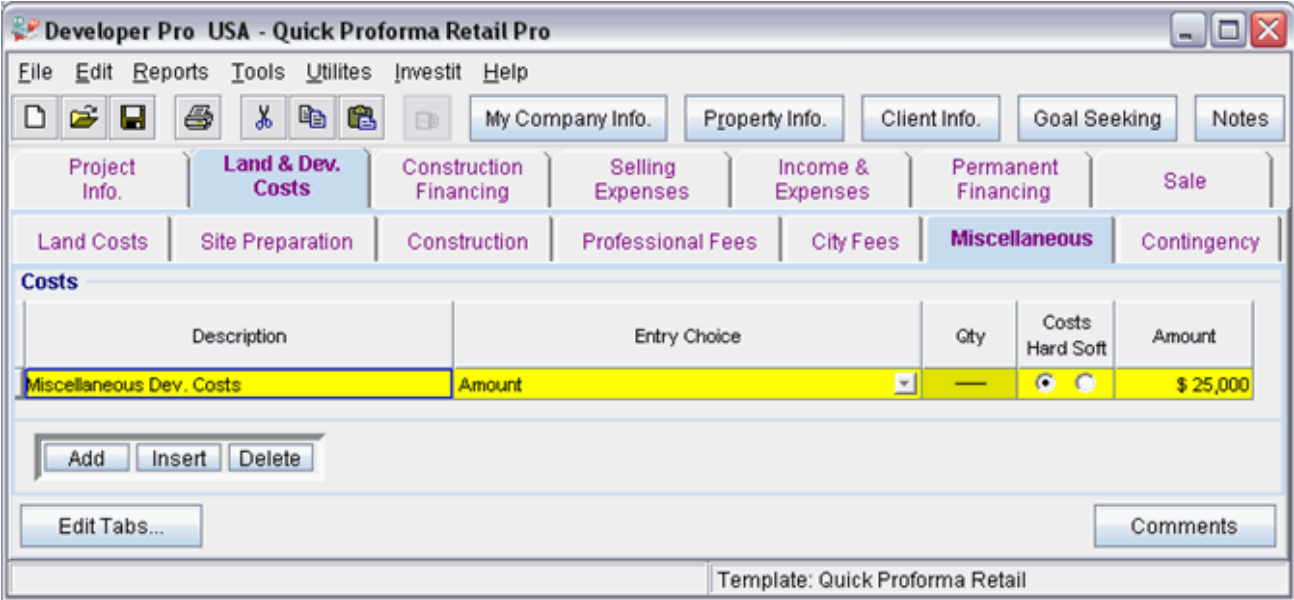 Developer Pro USA - Quick Proforma Retail Pro
File Edit Reports Tools Utilites Investit Help
My Company Info. Property Info. Client Info. Goal Seeking Notes
Project Info. Land & Dev. Costs Construction Financing Selling Expenses Income & Expenses Permanent Financing Sale
Land Costs Site Preparation Construction Professional Fees City Fees Miscellaneous Contingency
Costs
Description Entry Choice Qty Costs Hard Soft Amount
Miscellaneous Dev. Costs Amount — $ 25,000
Add Insert Delete
Edit Tabs... Comments
Template: Quick Proforma Retail